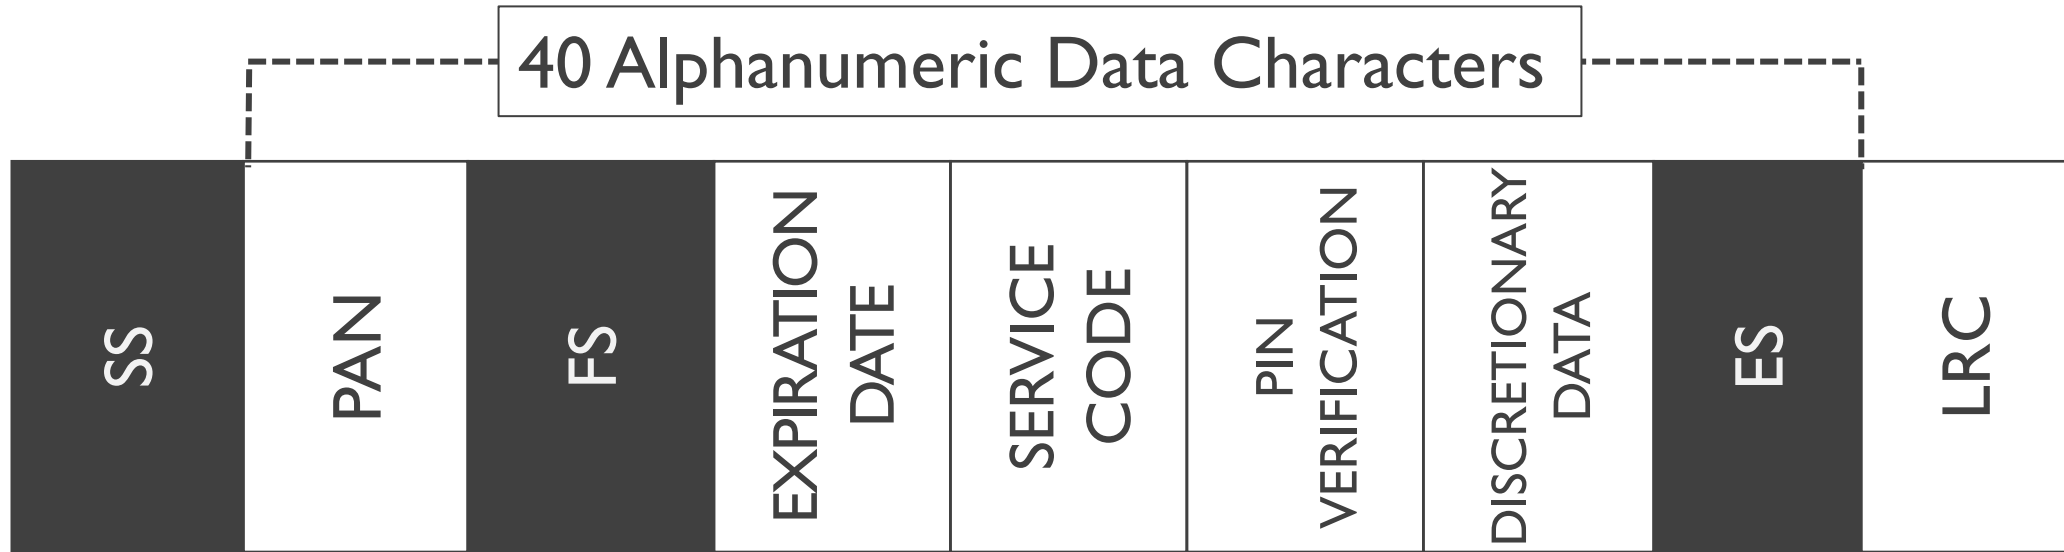 40 Alphanumeric Data Characters
SS
PAN
FS
EXPIRATION
DATE
SERVICE
CODE
PIN
VERIFICATION
DISCRETIONARY
DATA
ES
LRC